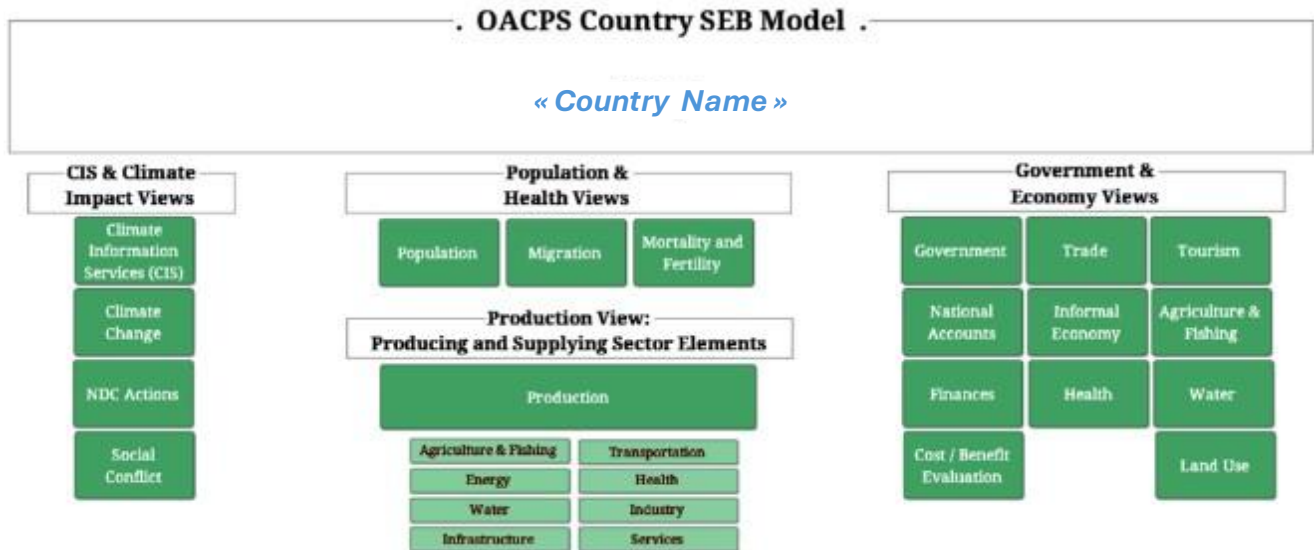 . OACPS Country SEB Model .
« Country Name »
CIS & Climate
Impact Views
Climate
Information
Services (CIS)
Climate
Change
NDC Actions
Social
Conflict
Population &
Health Views
Population
Migration
Mortality and
Fertility
Production View:
Producing and Supplying Sector Elements
Production
Agriculture & Fishing
Transportation
Energy
Health
Water
Industry
Infrastructure
Services
Government &
Economy Views
Government
Trade
Tourism
National
Accounts
Informal
Economy
Agriculture &
Fishing
Finances
Health
Water
Cost / Benefit
Evaluation
Land Use